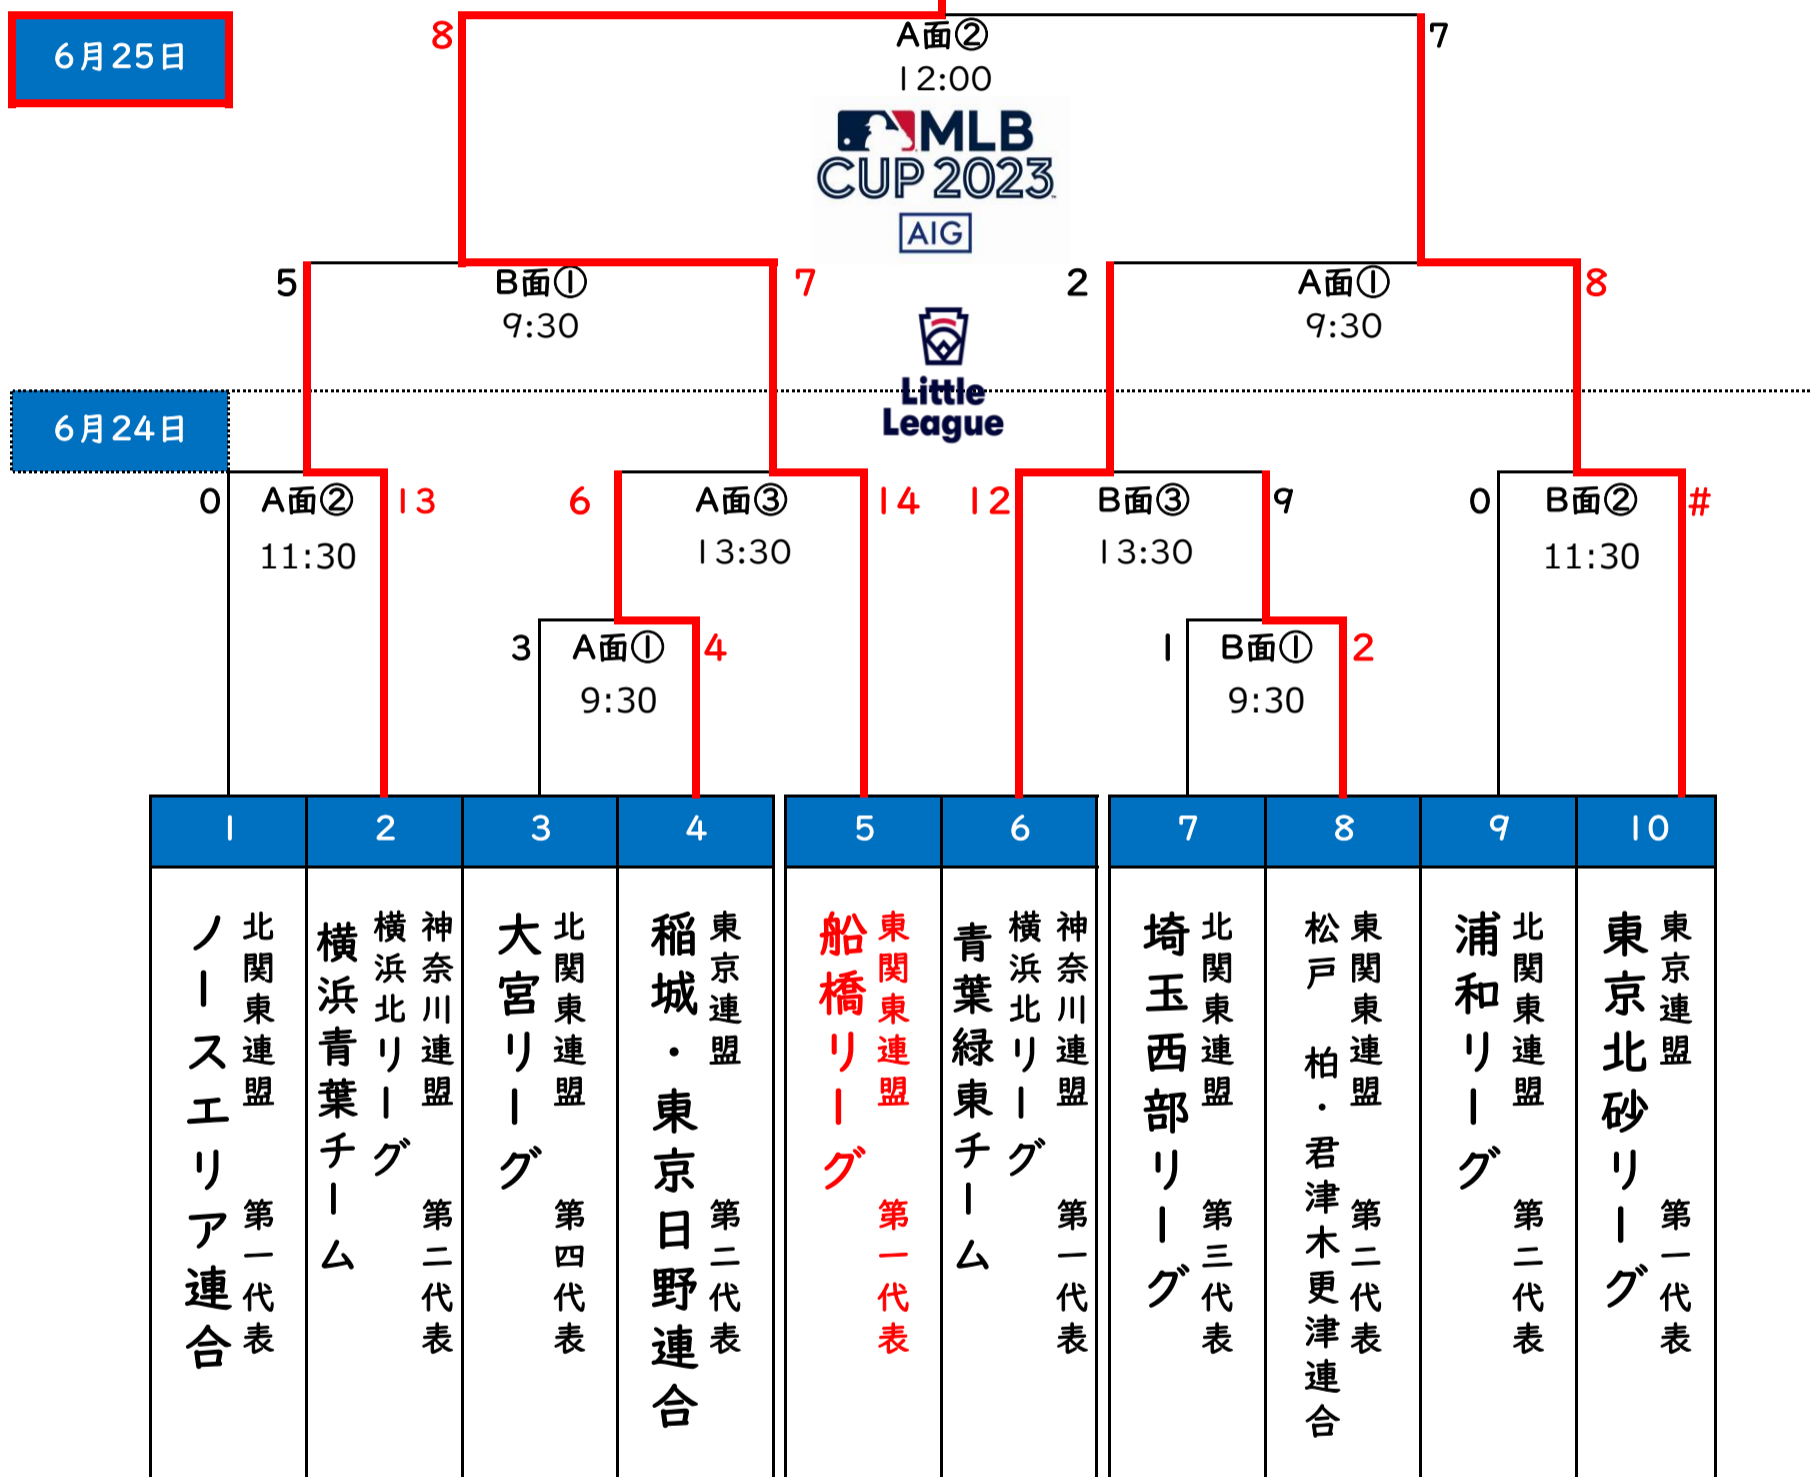 6月25日
8
A面②
7
12:00
MLB
CUP 2023
AIG
5
B面①
7
2
A面①
8
9:30
9:30
Little
League
6月24日
0
A面②
13
6
A面③
14
12
B面③
9
0
B面②
#
11:30
13:30
13:30
11:30
3
A面①
4
1
B面①
2
9:30
9:30
1
2
3
4
5
6
7
8
9
10
北関東連盟 第一代表
ノースエリア連合
神奈川連盟 第二代表
横浜北リーグ
横浜青葉チーム
北関東連盟 第四代表
大宮リーグ
東京連盟 第二代表
稲城・東京日野連合
東関東連盟 第一代表
船橋リーグ
神奈川連盟 第一代表
横浜北リーグ
青葉緑東チーム
北関東連盟 第三代表
埼玉西部リーグ
東関東連盟 第二代表
松戸 柏・君津木更津連合
北関東連盟 第二代表
浦和リーグ
東京連盟 第一代表
東京北砂リーグ